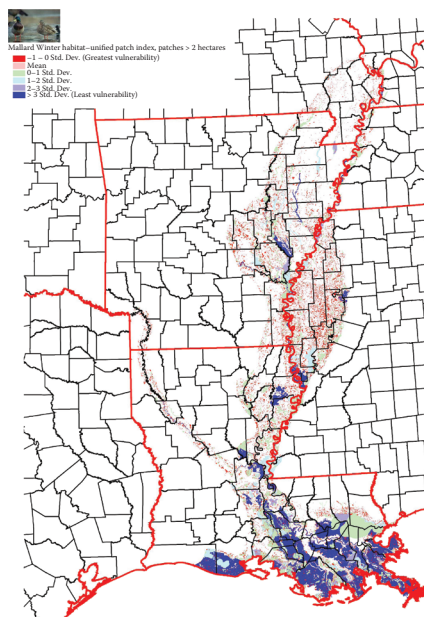 Mallard Winter habitat–unified patch index, patches > 2 hectares
–1 – 0 Std. Dev. (Greatest vulnerability)
Mean
0–1 Std. Dev.
1–2 Std. Dev.
2–3 Std. Dev.
> 3 Std. Dev. (Least vulnerability)